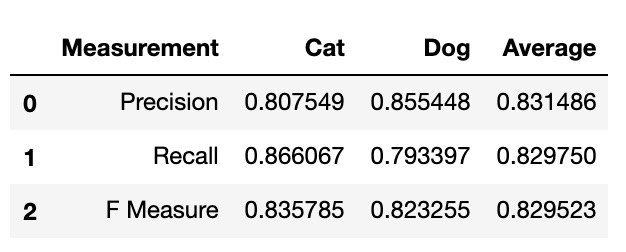 Measurement Cat Dog Average
0 Precision 0.807549 0.855448 0.831486
1 Recall 0.866067 0.793397 0.829750
2 F Measure 0.835785 0.823255 0.829523